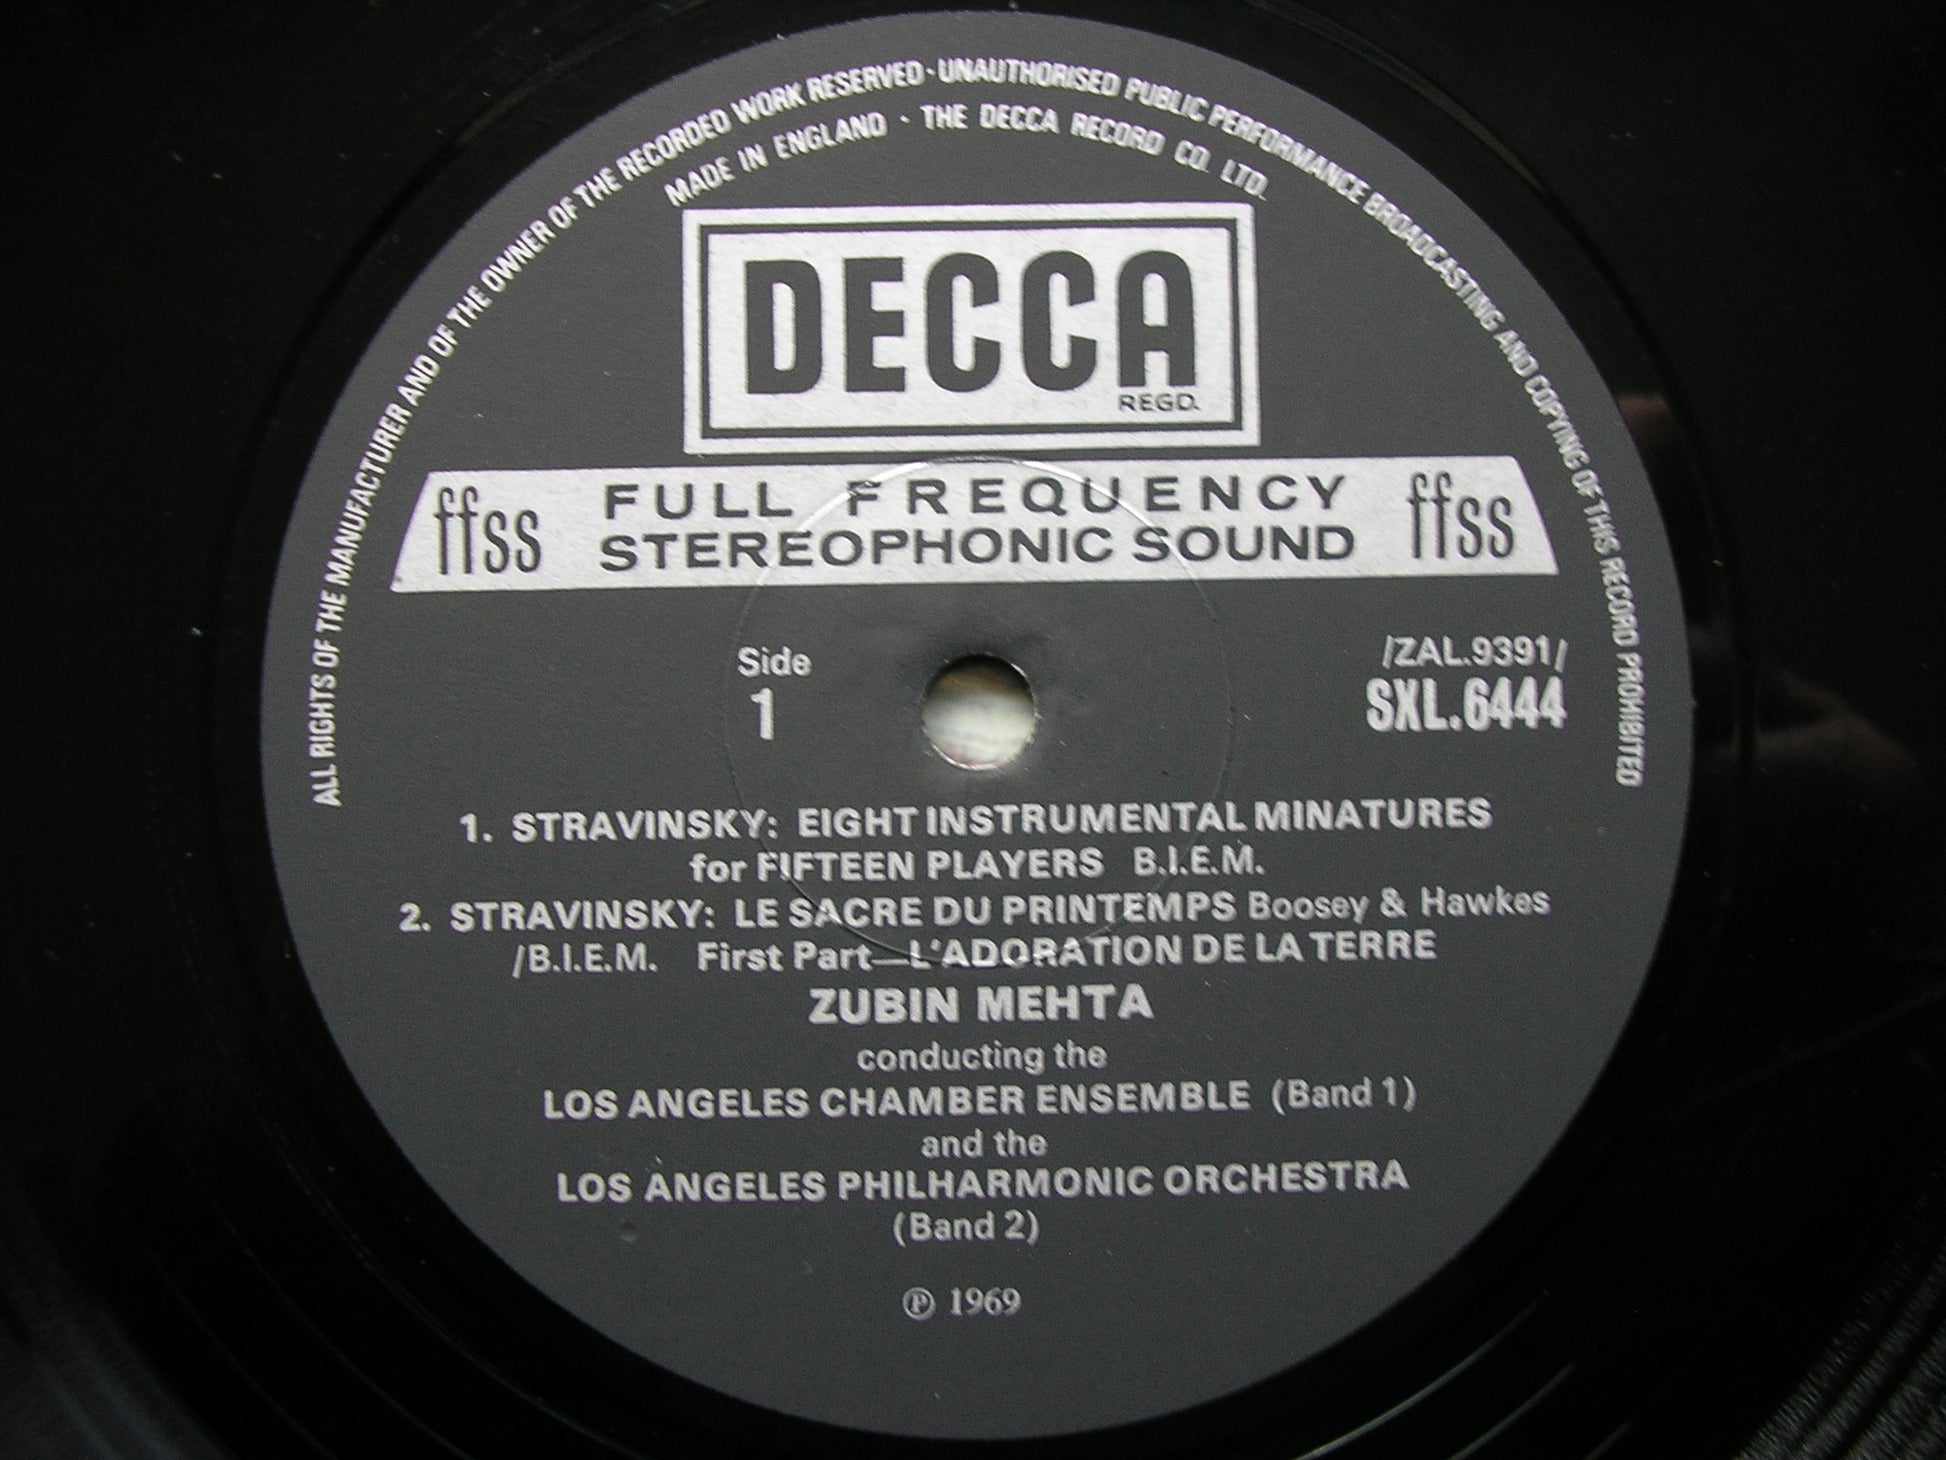 ALL RIGHTS OF THE MANUFACTURER AND OF THE OWNER OF THE RECORDED WORK RESERVED · UNAUTHORISED PUBLIC PERFORMANCE BROADCASTING AND COPYING OF THIS RECORD PROHIBITED
MADE IN ENGLAND · THE DECCA RECORD CO. LTD.
DECCA
REGD.
ffss FULL FREQUENCY ffss
STEREOPHONIC SOUND
Side /ZAL.9391/
1 SXL.6444
1. STRAVINSKY: EIGHT INSTRUMENTAL MINATURES
for FIFTEEN PLAYERS B.I.E.M.
2. STRAVINSKY: LE SACRE DU PRINTEMPS Boosey & Hawkes
/B.I.E.M. First Part—L'ADORATION DE LA TERRE
ZUBIN MEHTA
conducting the
LOS ANGELES CHAMBER ENSEMBLE (Band 1)
and the
LOS ANGELES PHILHARMONIC ORCHESTRA
(Band 2)
℗ 1969